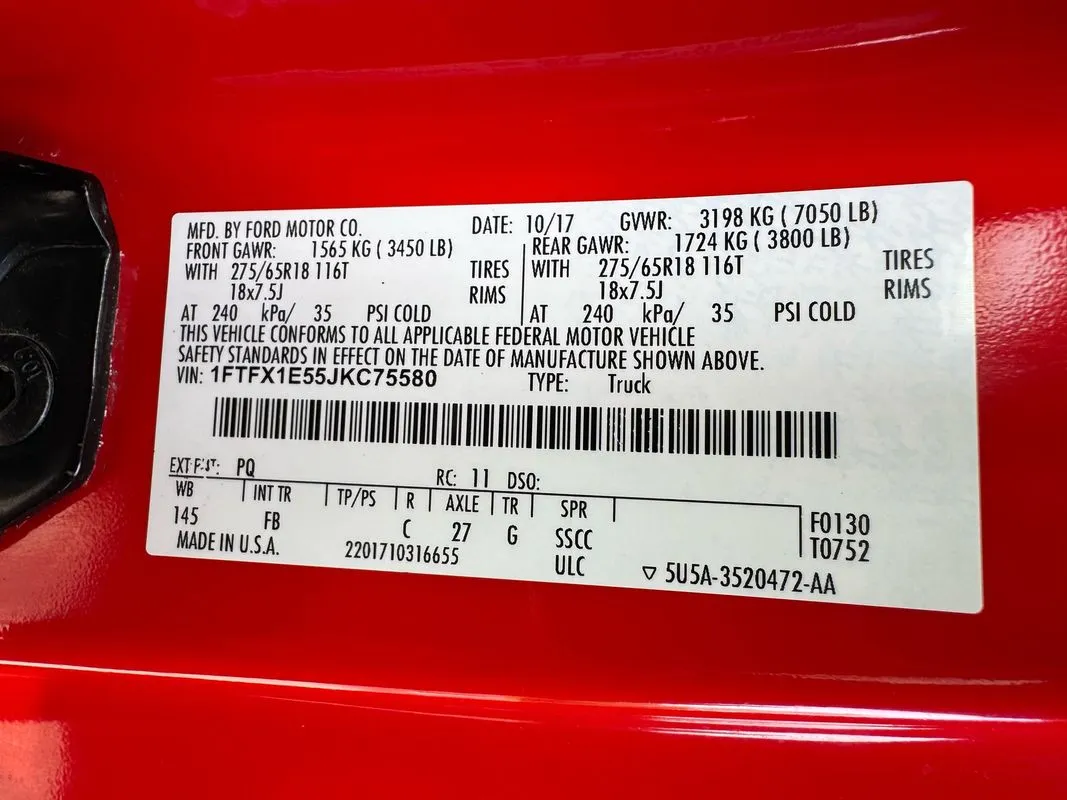 MFD. BY FORD MOTOR CO. DATE: 10/17 GVWR: 3198 KG ( 7050 LB)
FRONT GAWR: 1565 KG ( 3450 LB) REAR GAWR: 1724 KG ( 3800 LB)
WITH 275/65R18 116T TIRES WITH 275/65R18 116T TIRES
18x7.5J RIMS 18x7.5J RIMS
AT 240 kPa/ 35 PSI COLD AT 240 kPa/ 35 PSI COLD
THIS VEHICLE CONFORMS TO ALL APPLICABLE FEDERAL MOTOR VEHICLE
SAFETY STANDARDS IN EFFECT ON THE DATE OF MANUFACTURE SHOWN ABOVE.
VIN: 1FTFX1E55JKC75580 TYPE: Truck
EXT PNT: PQ RC: 11 DSO:
WB INT TR TP/PS R AXLE TR SPR
145 FB C 27 G SSCC F0130
ULC T0752
MADE IN U.S.A. 2201710316655 ▽ 5U5A-3520472-AA